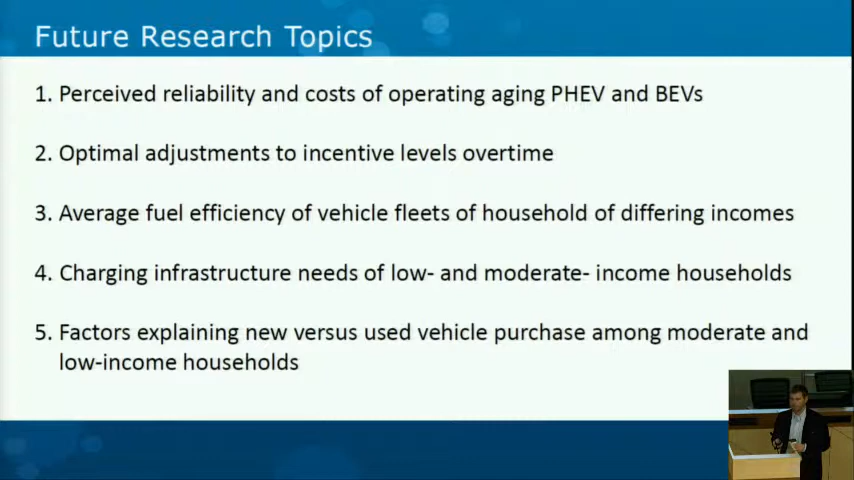 Future Research Topics
1. Perceived reliability and costs of operating aging PHEV and BEVs
2. Optimal adjustments to incentive levels overtime
3. Average fuel efficiency of vehicle fleets of household of differing incomes
4. Charging infrastructure needs of low- and moderate- income households
5. Factors explaining new versus used vehicle purchase among moderate and
low-income households